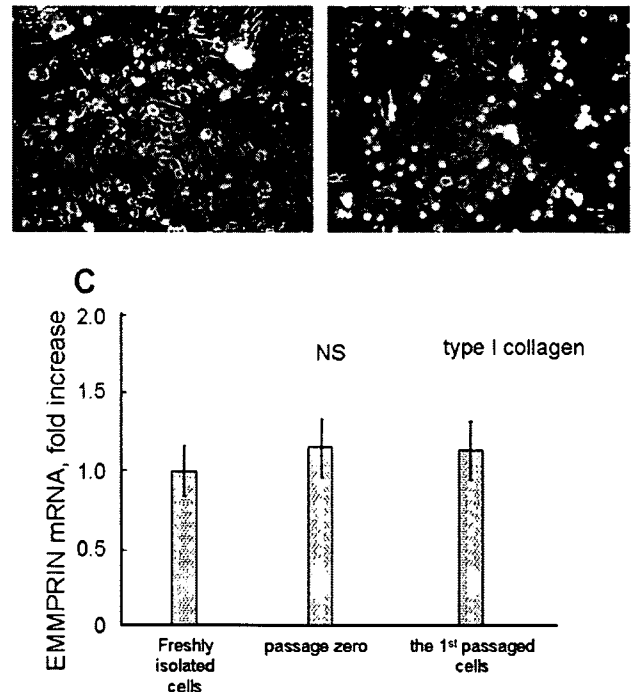 C
EMMPRIN mRNA, fold increase
2.0
1.5
1.0
0.5
0
NS
type I collagen
Freshly
isolated
cells
passage zero
the 1st passaged
cells